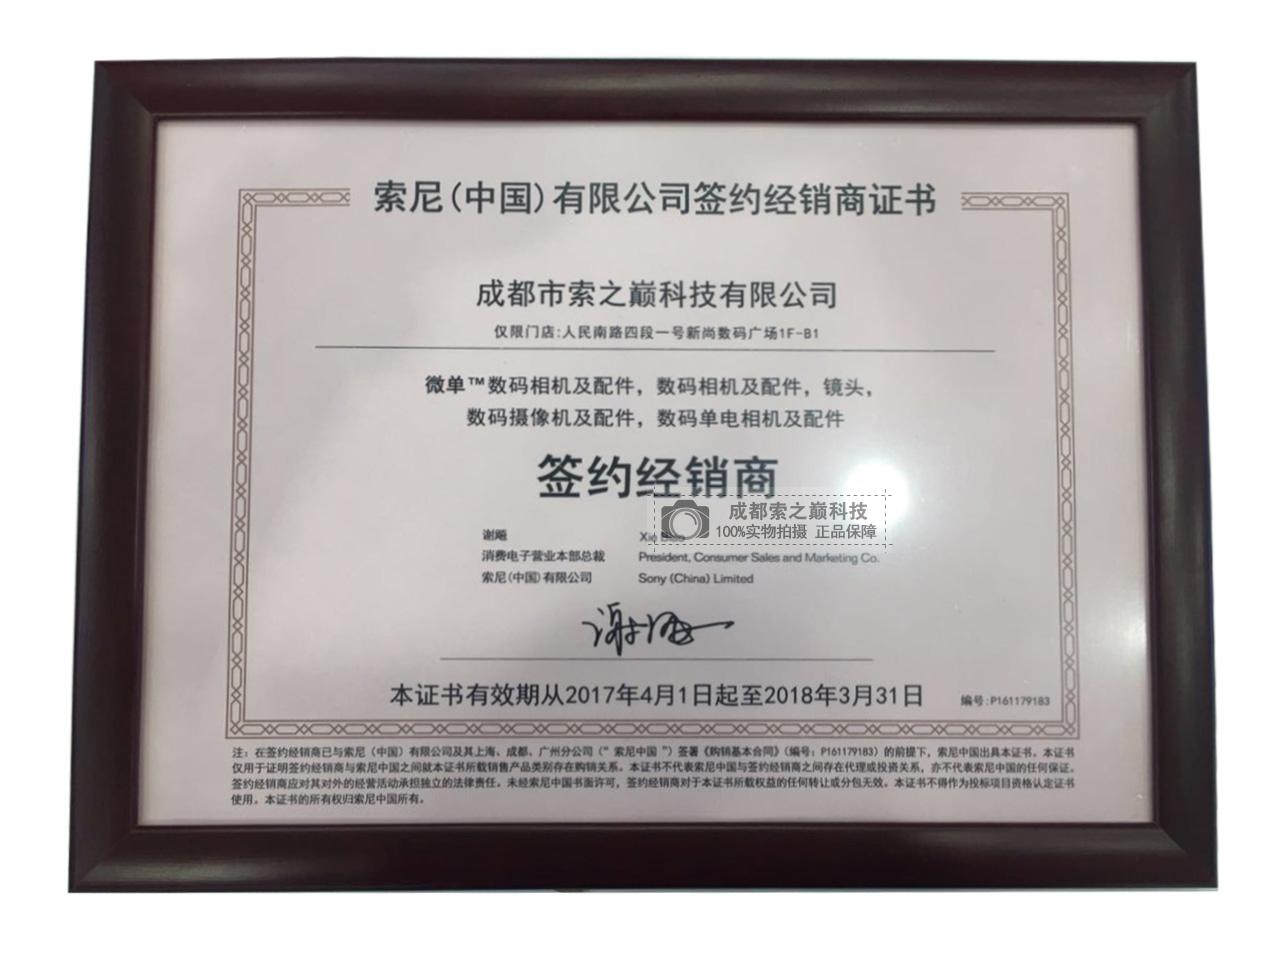 索尼(中国)有限公司签约经销商证书
成都市索之巅科技有限公司
仅限门店:人民南路四段一号新尚数码广场1F-B1
微单™数码相机及配件，数码相机及配件，镜头，
数码摄像机及配件，数码单电相机及配件
签约经销商
成都索之巅科技
100%实物拍摄 正品保障
谢飚
消费电子营业本部总裁
President, Consumer Sales and Marketing Co.
索尼(中国)有限公司
Sony (China) Limited
本证书有效期从2017年4月1日起至2018年3月31日
编号:P161179183
注：在签约经销商已与索尼（中国）有限公司及其上海、成都、广州分公司（“索尼中国”）签署《购销基本合同》（编号：P161179183）的前提下，索尼中国出具本证书。本证书
仅用于证明签约经销商与索尼中国之间就本证书所载销售产品类别存在购销关系。本证书不代表索尼中国与签约经销商之间存在代理或投资关系，亦不代表索尼中国的任何保证。
签约经销商应对其对外的经营活动承担独立的法律责任。未经索尼中国书面许可，签约经销商对于本证书所载权益的任何转让或分包无效。本证书不得作为投标项目资格认定证书
使用。本证书的所有权归索尼中国所有。